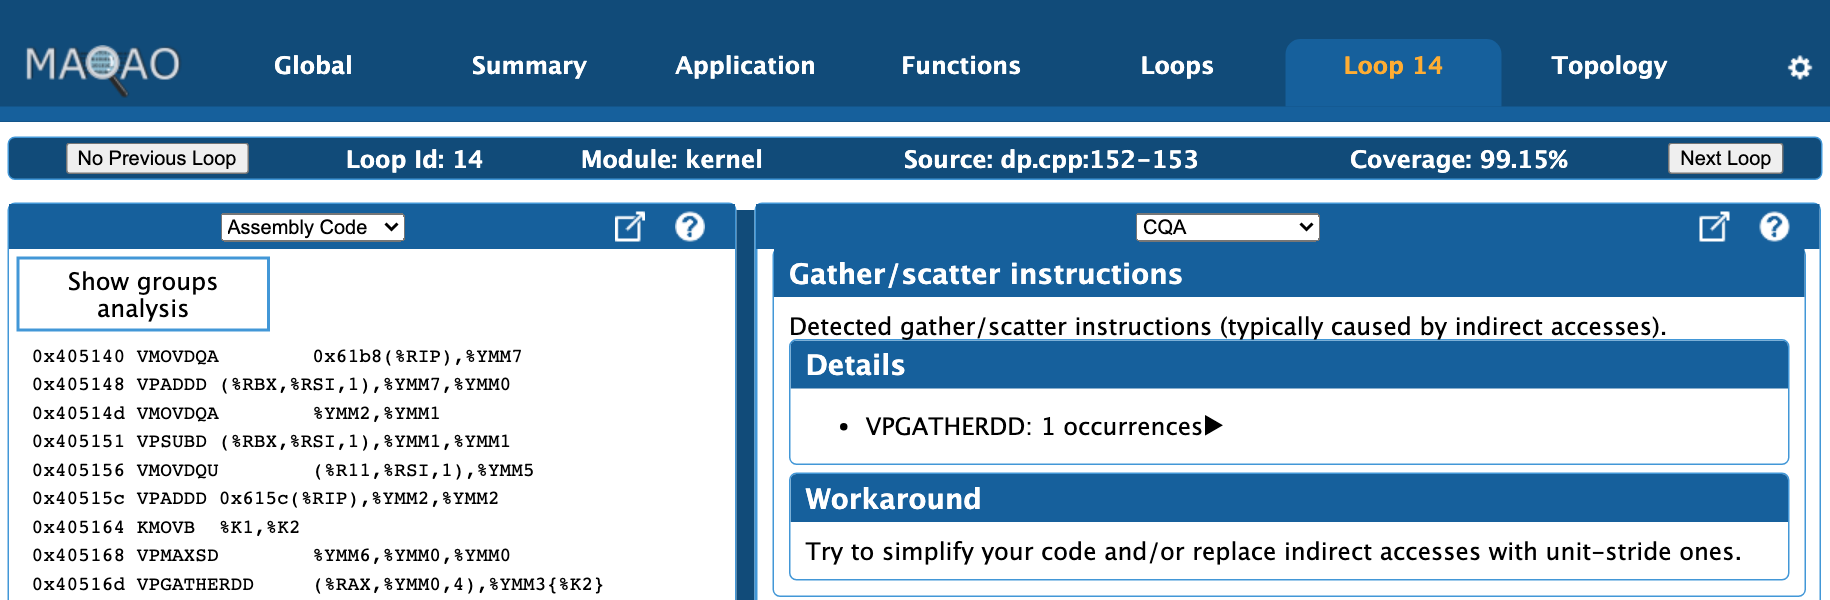 MAQAO Global Summary Application Functions Loops Loop 14 Topology
No Previous Loop Loop Id: 14 Module: kernel Source: dp.cpp:152-153 Coverage: 99.15% Next Loop
Assembly Code
Show groups
analysis
0x405140 VMOVDQA 0x61b8(%RIP),%YMM7
0x405148 VPADDD (%RBX,%RSI,1),%YMM7,%YMM0
0x40514d VMOVDQA %YMM2,%YMM1
0x405151 VPSUBD (%RBX,%RSI,1),%YMM1,%YMM1
0x405156 VMOVDQU (%R11,%RSI,1),%YMM5
0x40515c VPADDD 0x615c(%RIP),%YMM2,%YMM2
0x405164 KMOVB %K1,%K2
0x405168 VPMAXSD %YMM6,%YMM0,%YMM0
0x40516d VPGATHERDD (%RAX,%YMM0,4),%YMM3{%K2}
CQA
Gather/scatter instructions
Detected gather/scatter instructions (typically caused by indirect accesses).
Details
• VPGATHERDD: 1 occurrences▶
Workaround
Try to simplify your code and/or replace indirect accesses with unit-stride ones.